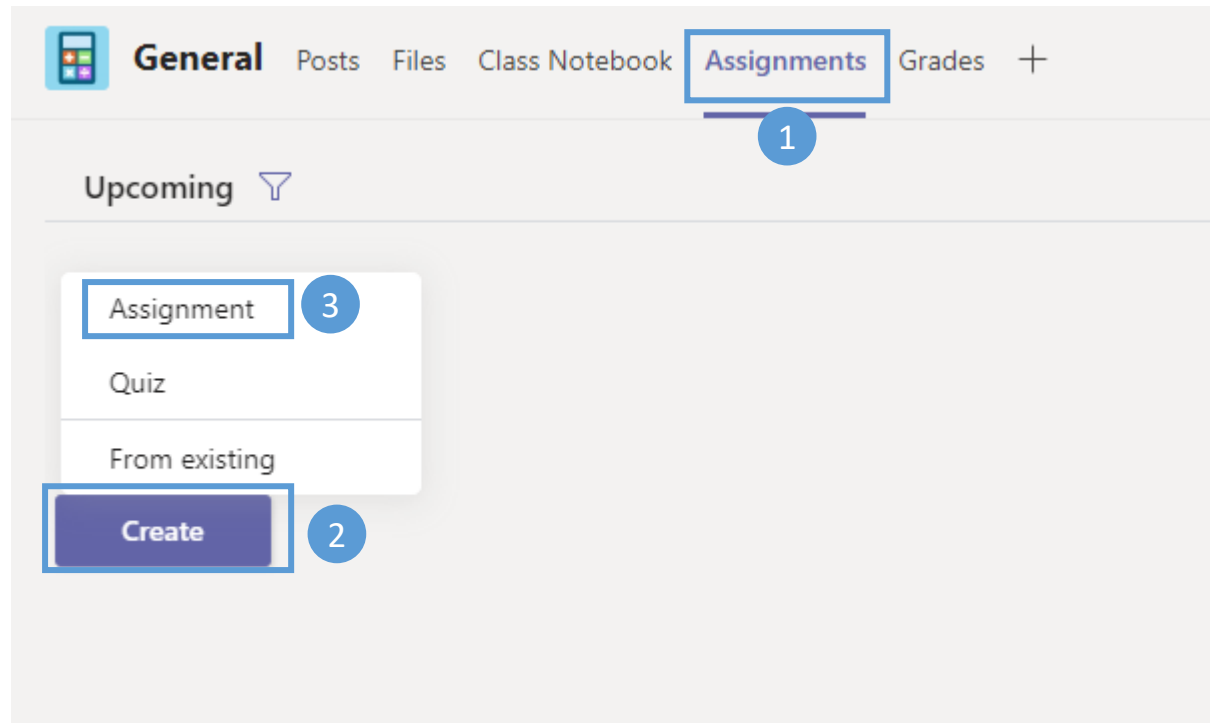 General Posts Files Class Notebook Assignments Grades
1
Upcoming
Assignment 3
Quiz
From existing
Create 2